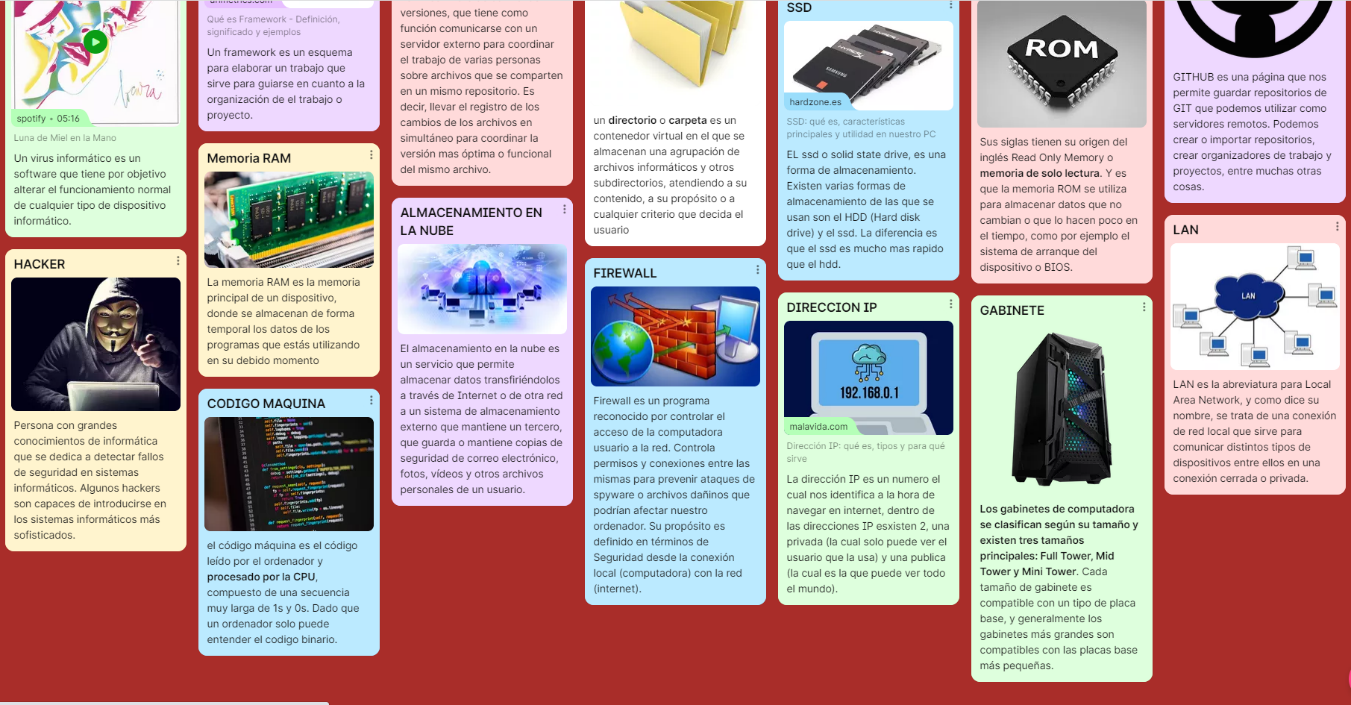 spotify • 05:16
Luna de Miel en la Mano
Un virus informático es un
software que tiene por objetivo
alterar el funcionamiento normal
de cualquier tipo de dispositivo
informático.
HACKER
Persona con grandes
conocimientos de informática
que se dedica a detectar fallos
de seguridad en sistemas
informáticos. Algunos hackers
son capaces de introducirse en
los sistemas informáticos más
sofisticados.
Qué es Framework - Definición,
significado y ejemplos
Un framework es un esquema
para elaborar un trabajo que
sirve para guiarse en cuanto a la
organización de el trabajo o
proyecto.
Memoria RAM
La memoria RAM es la memoria
principal de un dispositivo,
donde se almacenan de forma
temporal los datos de los
programas que estás utilizando
en su debido momento
CODIGO MAQUINA
el código máquina es el código
leído por el ordenador y
procesado por la CPU,
compuesto de una secuencia
muy larga de 1s y 0s. Dado que
un ordenador solo puede
entender el codigo binario.
versiones, que tiene como
función comunicarse con un
servidor externo para coordinar
el trabajo de varias personas
sobre archivos que se comparten
en un mismo repositorio. Es
decir, llevar el registro de los
cambios de los archivos en
simultáneo para coordinar la
versión mas óptima o funcional
del mismo archivo.
ALMACENAMIENTO EN
LA NUBE
El almacenamiento en la nube es
un servicio que permite
almacenar datos transfiriéndolos
a través de Internet o de otra red
a un sistema de almacenamiento
externo que mantiene un tercero,
que guarda o mantiene copias de
seguridad de correo electrónico,
fotos, vídeos y otros archivos
personales de un usuario.
un directorio o carpeta es un
contenedor virtual en el que se
almacenan una agrupación de
archivos informáticos y otros
subdirectorios, atendiendo a su
contenido, a su propósito o a
cualquier criterio que decida el
usuario
FIREWALL
Firewall es un programa
reconocido por controlar el
acceso de la computadora
usuario a la red. Controla
permisos y conexiones entre las
mismas para prevenir ataques de
spyware o archivos dañinos que
podrían afectar nuestro
ordenador. Su propósito es
definido en términos de
Seguridad desde la conexión
local (computadora) con la red
(internet).
SSD
SAMSUNG
hardzone.es
SSD: qué es, características
principales y utilidad en nuestro PC
EL ssd o solid state drive, es una
forma de almacenamiento.
Existen varias formas de
almacenamiento de las que se
usan son el HDD (Hard disk
drive) y el ssd. La diferencia es
que el ssd es mucho mas rapido
que el hdd.
DIRECCION IP
192.168.0.1
malavida.com
Dirección IP: qué es, tipos y para qué
sirve
La dirección IP es un numero el
cual nos identifica a la hora de
navegar en internet, dentro de
las direcciones IP esxisten 2, una
privada (la cual solo puede ver el
usuario que la usa) y una publica
(la cual es la que puede ver todo
el mundo).
ROM
Sus siglas tienen su origen del
inglés Read Only Memory o
memoria de solo lectura. Y es
que la memoria ROM se utiliza
para almacenar datos que no
cambian o que lo hacen poco en
el tiempo, como por ejemplo el
sistema de arranque del
dispositivo o BIOS.
GABINETE
Los gabinetes de computadora
se clasifican según su tamaño y
existen tres tamaños
principales: Full Tower, Mid
Tower y Mini Tower. Cada
tamaño de gabinete es
compatible con un tipo de placa
base, y generalmente los
gabinetes más grandes son
compatibles con las placas base
más pequeñas.
GITHUB es una página que nos
permite guardar repositorios de
GIT que podemos utilizar como
servidores remotos. Podemos
crear o importar repositorios,
crear organizadores de trabajo y
proyectos, entre muchas otras
cosas.
LAN
LAN
LAN es la abreviatura para Local
Area Network, y como dice su
nombre, se trata de una conexión
de red local que sirve para
comunicar distintos tipos de
dispositivos entre ellos en una
conexión cerrada o privada.